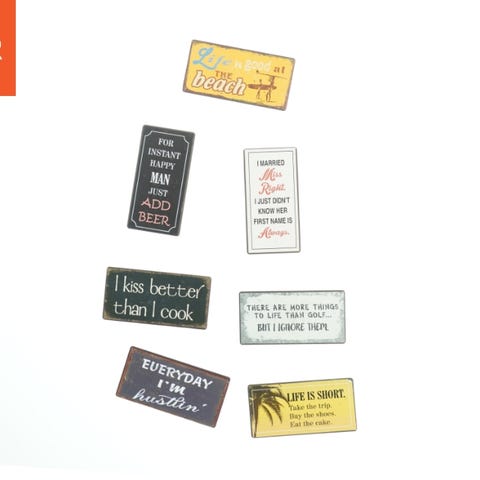 Life is good at
THE
beach
FOR
INSTANT
HAPPY
MAN
JUST
ADD
BEER
I MARRIED
Miss
Right.
I JUST DIDN'T
KNOW HER
FIRST NAME IS
Always.
I kiss better
than I cook
THERE ARE MORE THINGS
TO LIFE THAN GOLF...
BUT I IGNORE THEM.
EVERYDAY
I'm
hustlin'
LIFE IS SHORT.
Take the trip.
Buy the shoes.
Eat the cake.